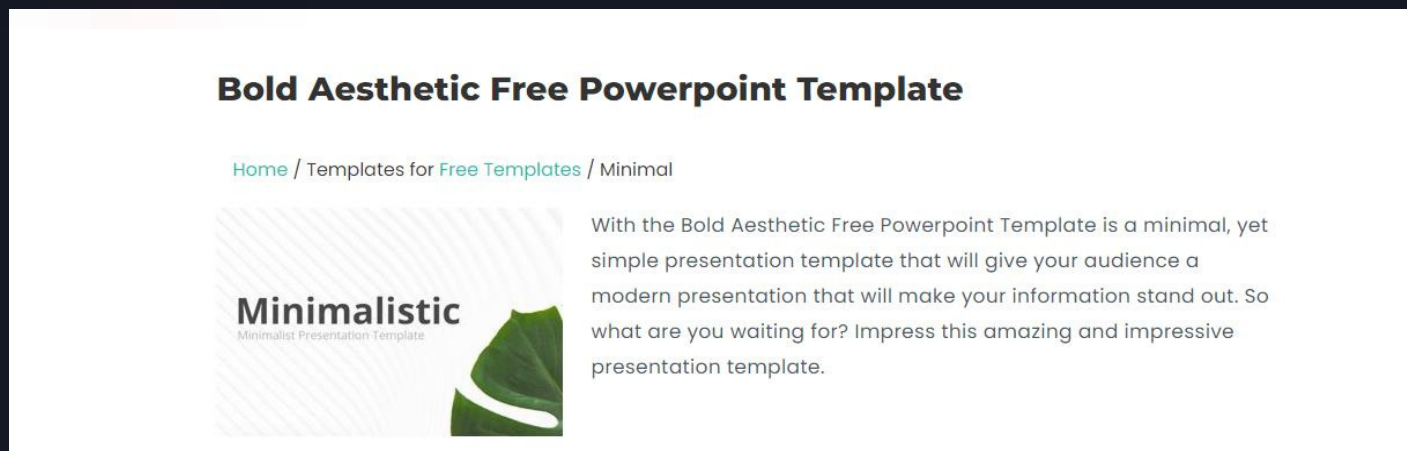 Bold Aesthetic Free Powerpoint Template
Home / Templates for Free Templates / Minimal
Minimalistic
Minimalist Presentation Template
With the Bold Aesthetic Free Powerpoint Template is a minimal, yet
simple presentation template that will give your audience a
modern presentation that will make your information stand out. So
what are you waiting for? Impress this amazing and impressive
presentation template.